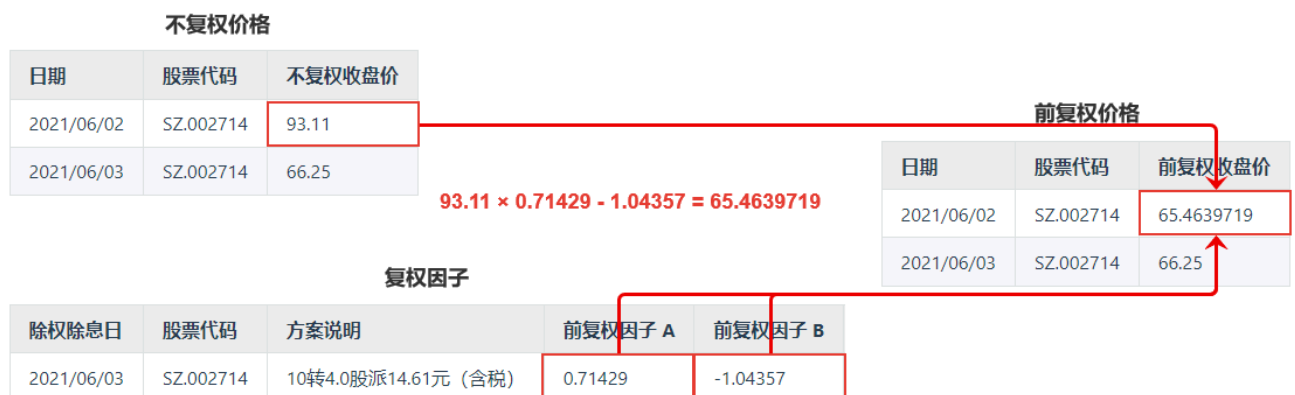 不复权价格
日期 股票代码 不复权收盘价
2021/06/02 SZ.002714 93.11
2021/06/03 SZ.002714 66.25
93.11 × 0.71429 - 1.04357 = 65.4639719
前复权价格
日期 股票代码 前复权收盘价
2021/06/02 SZ.002714 65.4639719
2021/06/03 SZ.002714 66.25
复权因子
除权除息日 股票代码 方案说明 前复权因子 A 前复权因子 B
2021/06/03 SZ.002714 10转4.0股派14.61元（含税） 0.71429 -1.04357